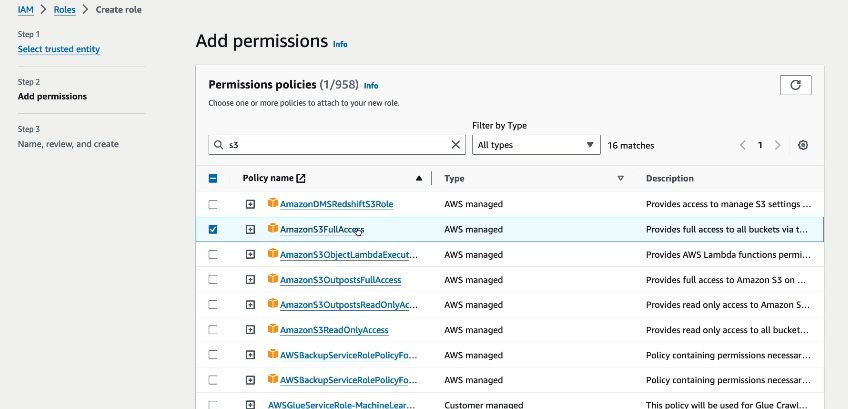 IAM > Roles > Create role
Step 1
Select trusted entity
Step 2
Add permissions
Step 3
Name, review, and create
Add permissions Info
Permissions policies (1/958) Info
Choose one or more policies to attach to your new role.
Filter by Type
s3 All types 16 matches 1
Policy name Type Description
AmazonDMSRedshiftS3Role AWS managed Provides access to manage S3 settings ...
AmazonS3FullAccess AWS managed Provides full access to all buckets via t...
AmazonS3ObjectLambdaExecut... AWS managed Provides AWS Lambda functions permi...
AmazonS3OutpostsFullAccess AWS managed Provides full access to Amazon S3 on ...
AmazonS3OutpostsReadOnlyAc... AWS managed Provides read only access to Amazon S...
AmazonS3ReadOnlyAccess AWS managed Provides read only access to all bucket...
AWSBackupServiceRolePolicyFo... AWS managed Policy containing permissions necessar...
AWSBackupServiceRolePolicyFo... AWS managed Policy containing permissions necessar...
AWSGlueServiceRole-MachineLear... Customer managed This policy will be used for Glue Crawl...